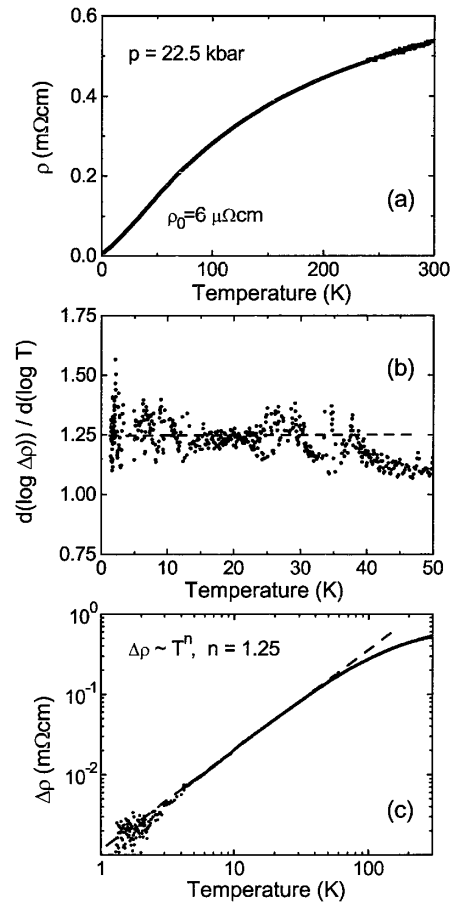 0.6
p = 22.5 kbar
0.4
ρ (mΩcm)
0.2
ρ₀=6 μΩcm
(a)
0.0
0 100 200 300
Temperature (K)
1.75
(b)
1.50
d(log Δρ)) / d(log T)
1.25
1.00
0.75
0 10 20 30 40 50
Temperature (K)
10⁰
Δρ ~ Tⁿ, n = 1.25
10⁻¹
Δρ (mΩcm)
10⁻²
(c)
1 10 100
Temperature (K)